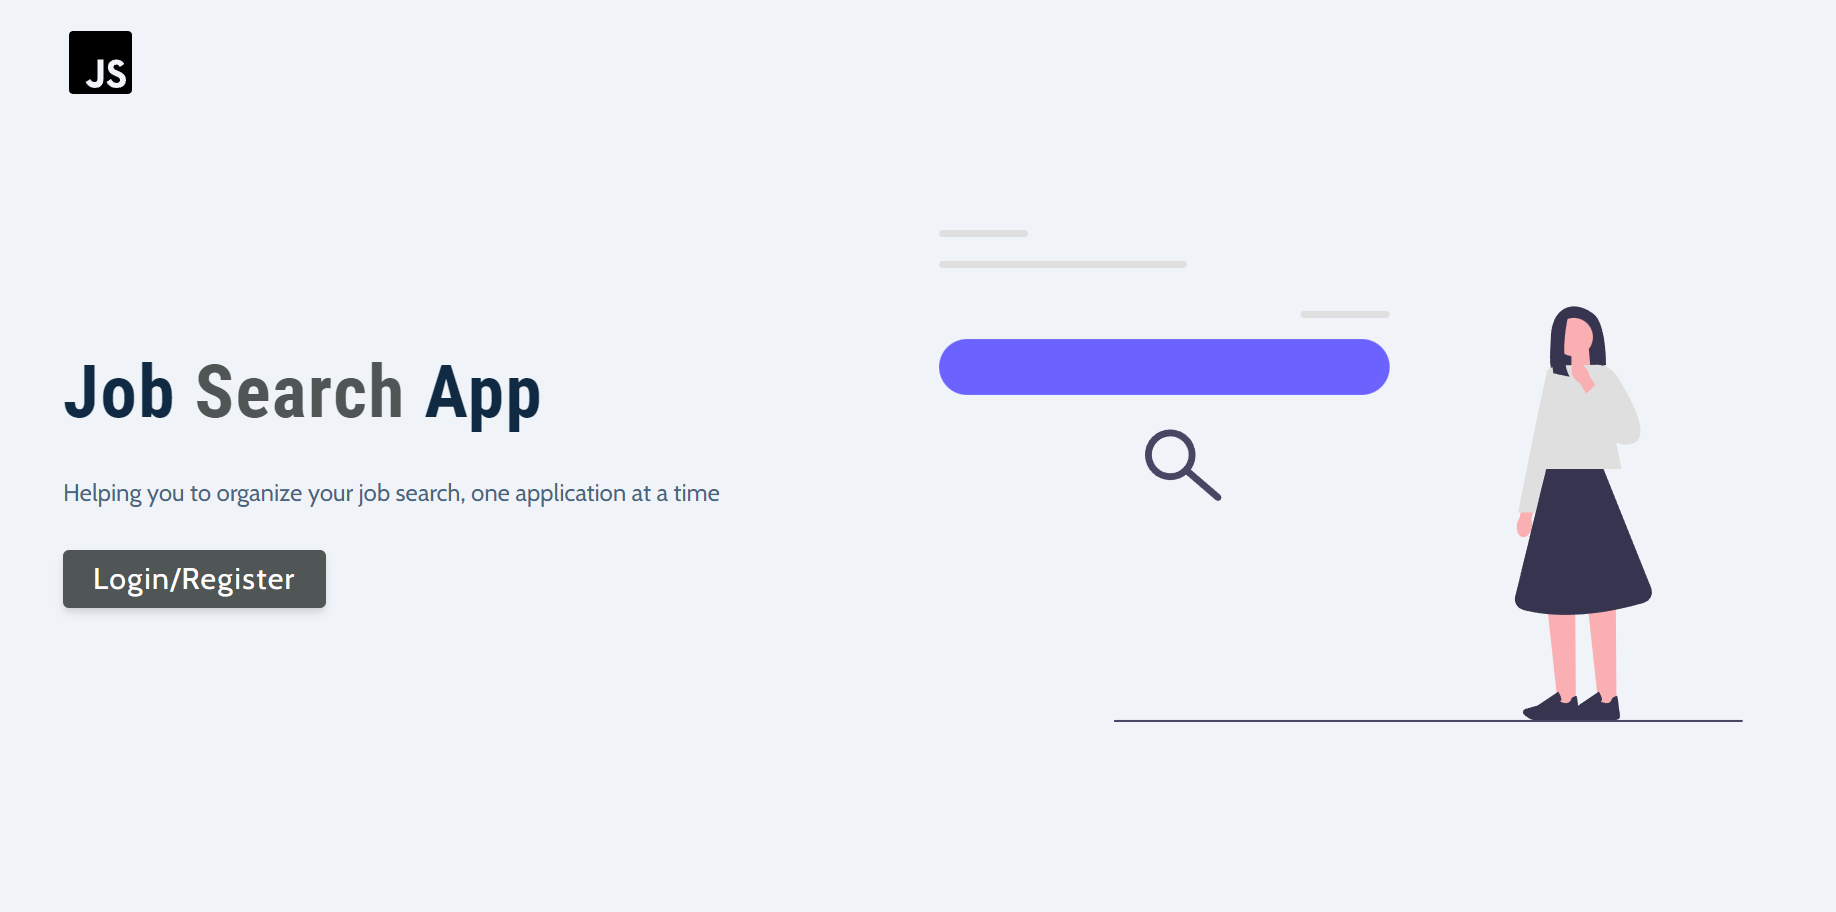 JS
Job Search App
Helping you to organize your job search, one application at a time
Login/Register